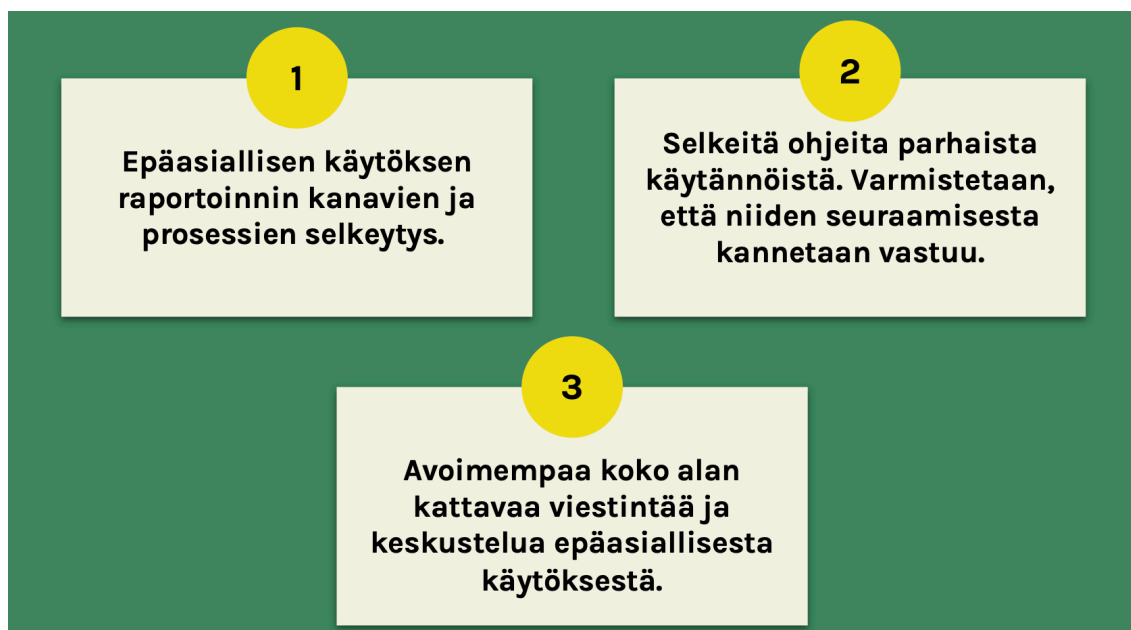 1
Epäasiallisen käytöksen
raportoinnin kanavien ja
prosessien selkeytys.
2
Selkeitä ohjeita parhaista
käytännöistä. Varmistetaan,
että niiden seuraamisesta
kannetaan vastuu.
3
Avoimempaa koko alan
kattavaa viestintää ja
keskustelua epäasiallisesta
käytöksestä.